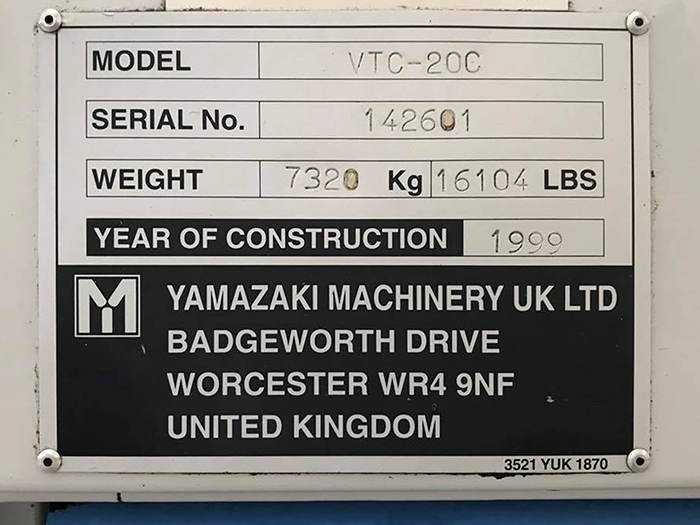 MODEL VTC-20C
SERIAL No. 142601
WEIGHT 7320 Kg 16104 LBS
YEAR OF CONSTRUCTION 1999
YAMAZAKI MACHINERY UK LTD
BADGEWORTH DRIVE
WORCESTER WR4 9NF
UNITED KINGDOM
3521 YUK 1870